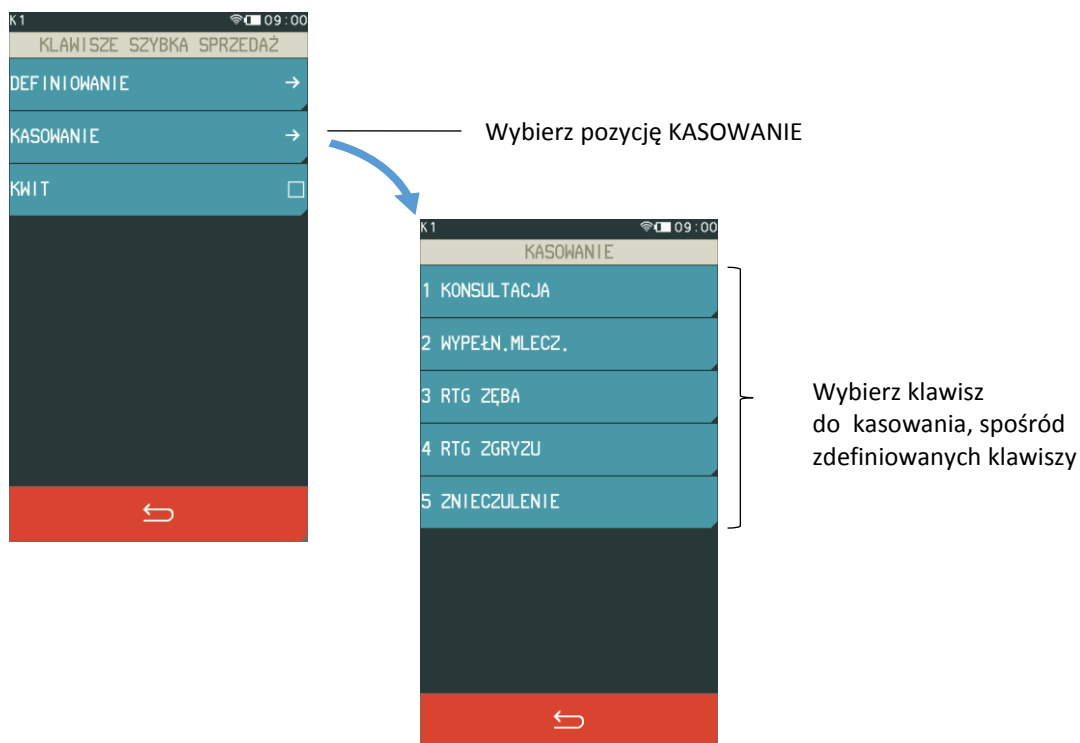 K1 09:00
KLAWISZE SZYBKA SPRZEDAŻ
DEFINIOWANIE →
KASOWANIE →
KWIT
Wybierz pozycję KASOWANIE
K1 09:00
KASOWANIE
1 KONSULTACJA
2 WYPEŁN.MLECZ.
3 RTG ZĘBA
4 RTG ZGRYZU
5 ZNIECZULENIE
Wybierz klawisz
do kasowania, spośród
zdefiniowanych klawiszy